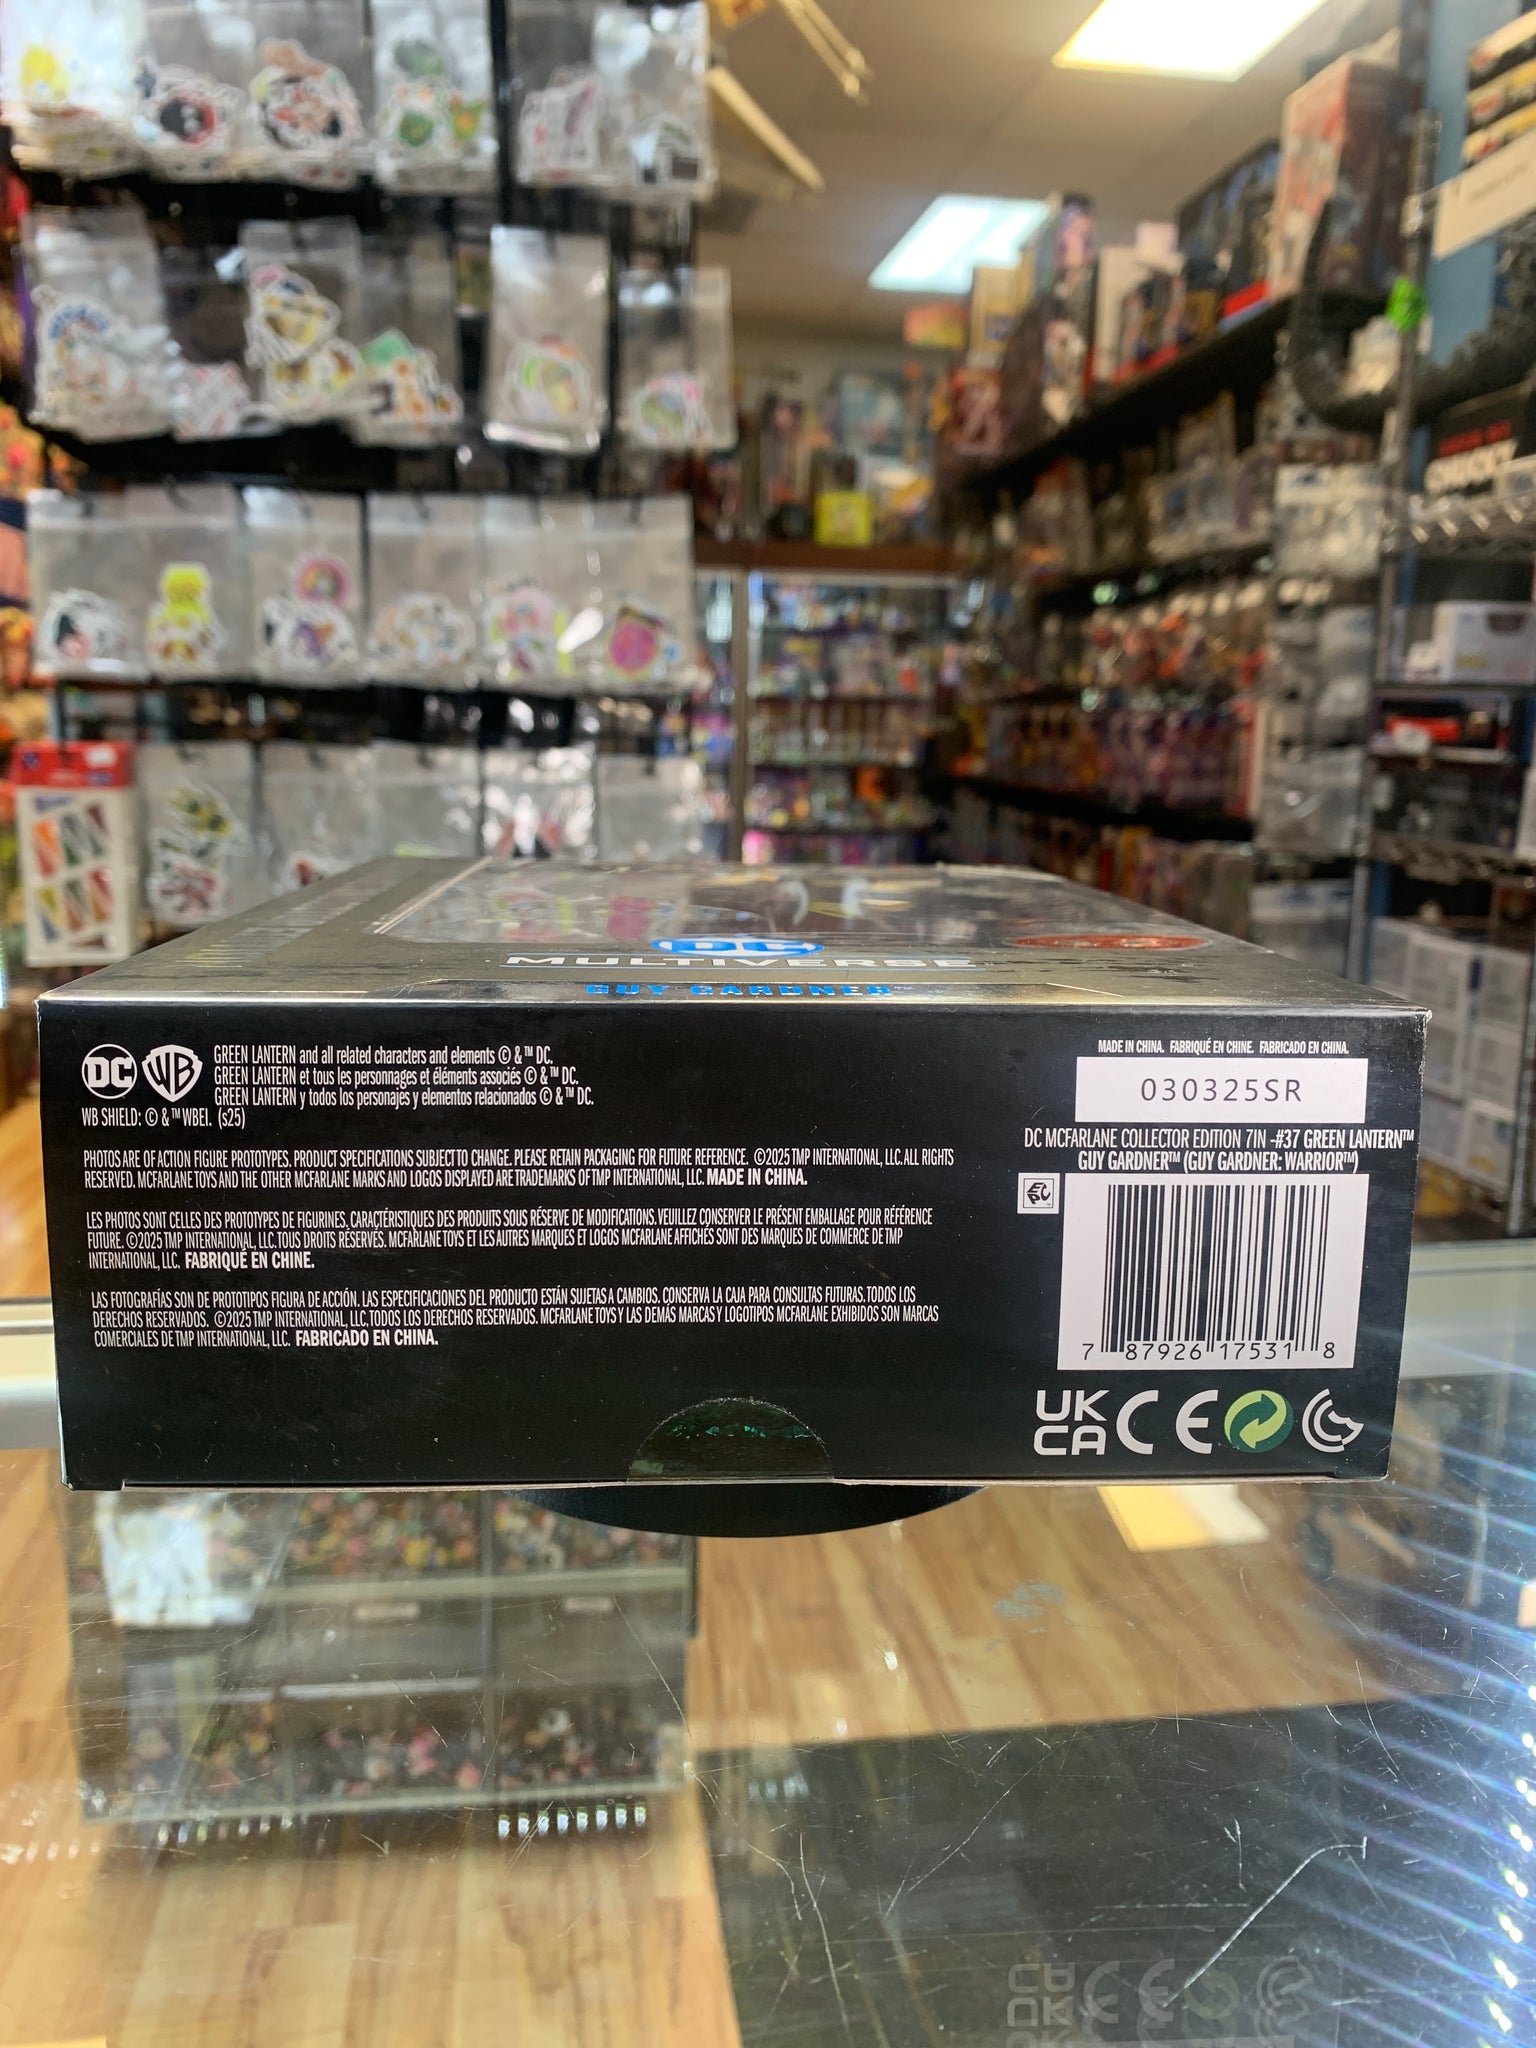 CHUCKY
DC
MULTIVERSE
GUY GARDNER™
DC WB
GREEN LANTERN and all related characters and elements © & ™ DC.
GREEN LANTERN et tous les personnages et éléments associés © & ™ DC.
GREEN LANTERN y todos los personajes y elementos relacionados © & ™ DC.
WB SHIELD: © & ™ WBEI. (s25)
PHOTOS ARE OF ACTION FIGURE PROTOTYPES. PRODUCT SPECIFICATIONS SUBJECT TO CHANGE. PLEASE RETAIN PACKAGING FOR FUTURE REFERENCE. ©2025 TMP INTERNATIONAL, LLC. ALL RIGHTS
RESERVED. MCFARLANE TOYS AND THE OTHER MCFARLANE MARKS AND LOGOS DISPLAYED ARE TRADEMARKS OF TMP INTERNATIONAL, LLC. MADE IN CHINA.
LES PHOTOS SONT CELLES DES PROTOTYPES DE FIGURINES. CARACTÉRISTIQUES DES PRODUITS SOUS RÉSERVE DE MODIFICATIONS. VEUILLEZ CONSERVER LE PRÉSENT EMBALLAGE POUR RÉFÉRENCE
FUTURE. ©2025 TMP INTERNATIONAL, LLC. TOUS DROITS RÉSERVÉS. MCFARLANE TOYS ET LES AUTRES MARQUES ET LOGOS MCFARLANE AFFICHÉS SONT DES MARQUES DE COMMERCE DE TMP
INTERNATIONAL, LLC. FABRIQUÉ EN CHINE.
LAS FOTOGRAFÍAS SON DE PROTOTIPOS FIGURA DE ACCIÓN. LAS ESPECIFICACIONES DEL PRODUCTO ESTÁN SUJETAS A CAMBIOS. CONSERVA LA CAJA PARA CONSULTAS FUTURAS. TODOS LOS
DERECHOS RESERVADOS. ©2025 TMP INTERNATIONAL, LLC. TODOS LOS DERECHOS RESERVADOS. MCFARLANE TOYS Y LAS DEMÁS MARCAS Y LOGOTIPOS MCFARLANE EXHIBIDOS SON MARCAS
COMERCIALES DE TMP INTERNATIONAL, LLC. FABRICADO EN CHINA.
MADE IN CHINA. FABRIQUÉ EN CHINE. FABRICADO EN CHINA.
030325SR
DC MCFARLANE COLLECTOR EDITION 7IN -#37 GREEN LANTERN™
GUY GARDNER™ (GUY GARDNER: WARRIOR™)
7 87926 17531 8
UK
CA CE